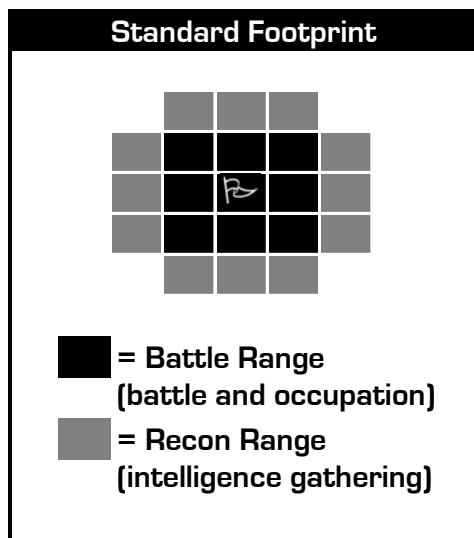 Standard Footprint
= Battle Range
(battle and occupation)
= Recon Range
(intelligence gathering)